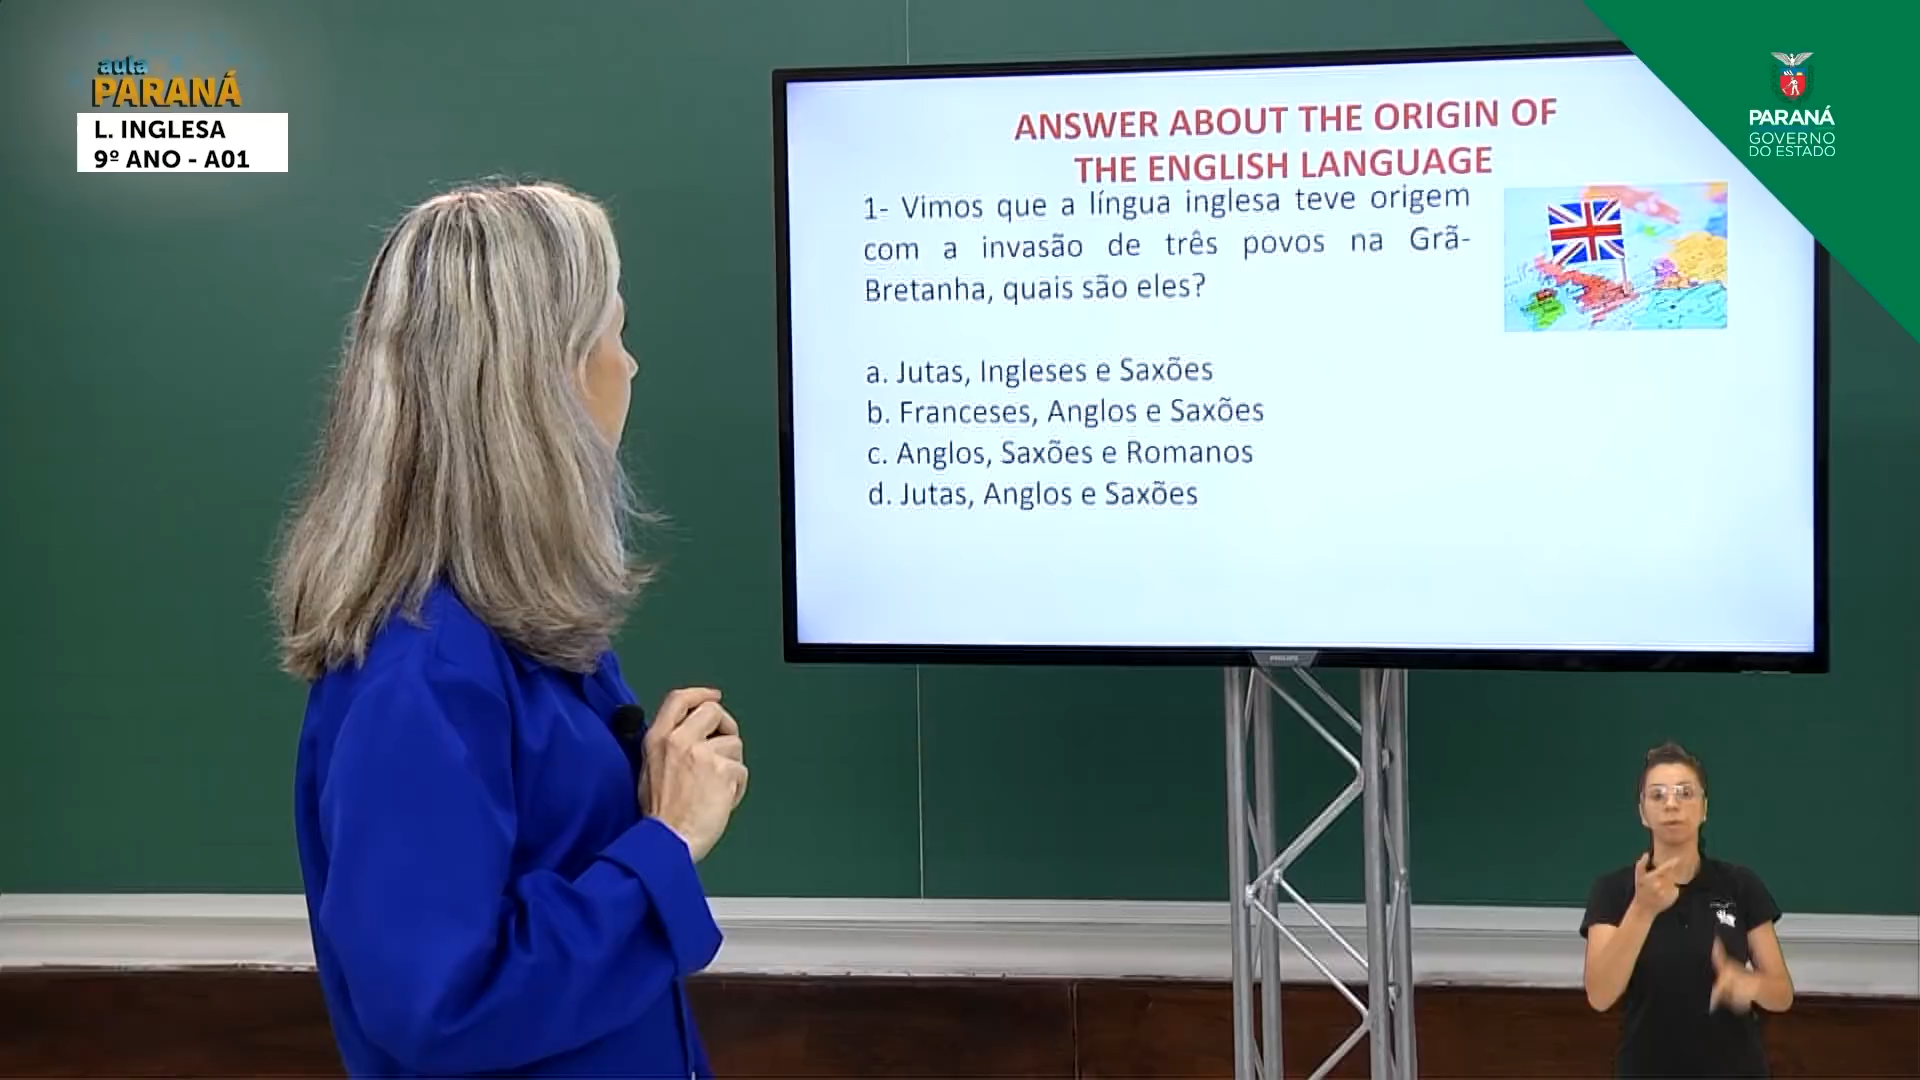 aula
PARANÁ
L. INGLESA
9º ANO - A01
ANSWER ABOUT THE ORIGIN OF
THE ENGLISH LANGUAGE
1- Vimos que a língua inglesa teve origem
com a invasão de três povos na Grã-
Bretanha, quais são eles?
a. Jutas, Ingleses e Saxões
b. Franceses, Anglos e Saxões
c. Anglos, Saxões e Romanos
d. Jutas, Anglos e Saxões
PHILIPS
PARANÁ
GOVERNO
DO ESTADO